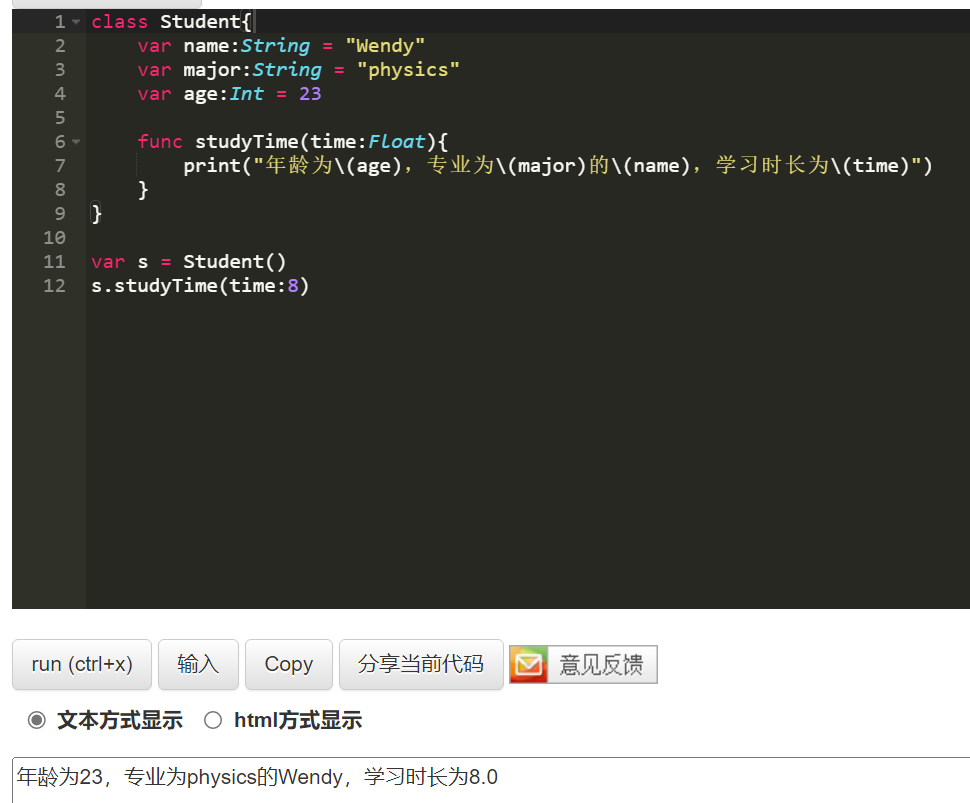 1 class Student{
2     var name:String = "Wendy"
3     var major:String = "physics"
4     var age:Int = 23
5
6     func studyTime(time:Float){
7         print("年龄为\(age)，专业为\(major)的\(name)，学习时长为\(time)")
8     }
9 }
10
11 var s = Student()
12 s.studyTime(time:8)
run (ctrl+x) 输入 Copy 分享当前代码 意见反馈
文本方式显示 html方式显示
年龄为23，专业为physics的Wendy，学习时长为8.0